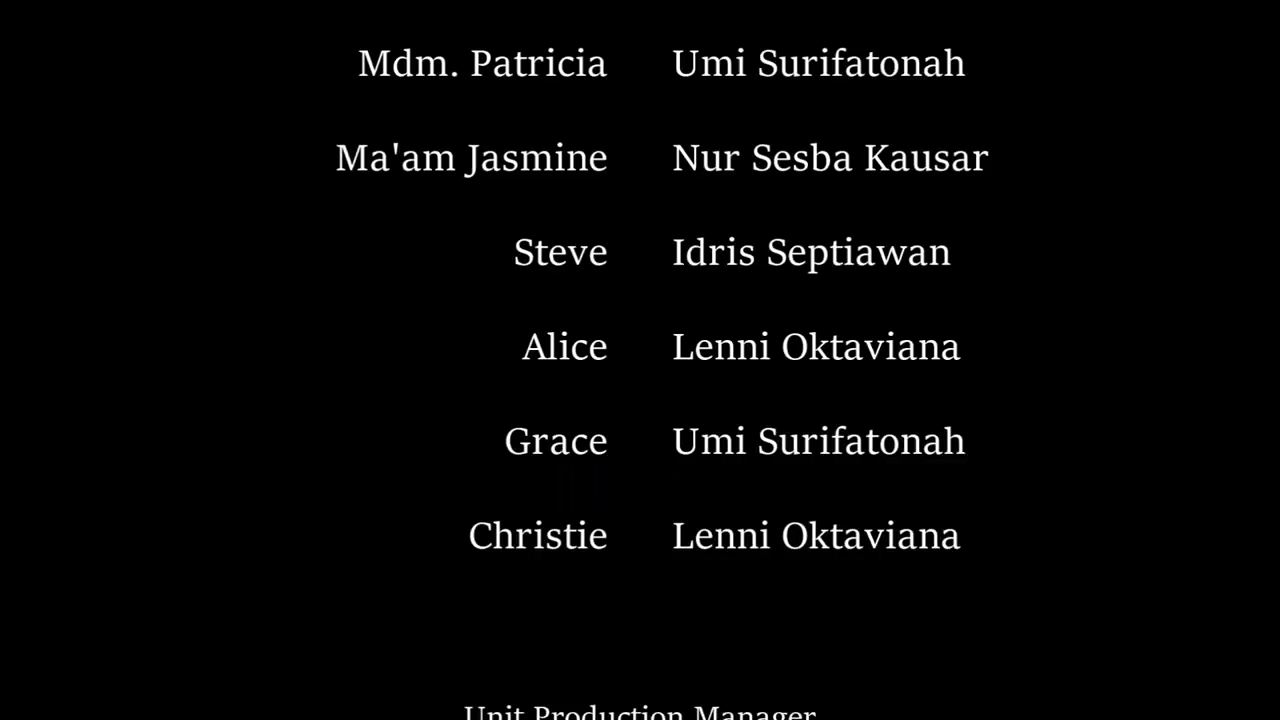 Mdm. Patricia Umi Surifatonah
Ma'am Jasmine Nur Sesba Kausar
Steve Idris Septiawan
Alice Lenni Oktaviana
Grace Umi Surifatonah
Christie Lenni Oktaviana
Unit Production Manager